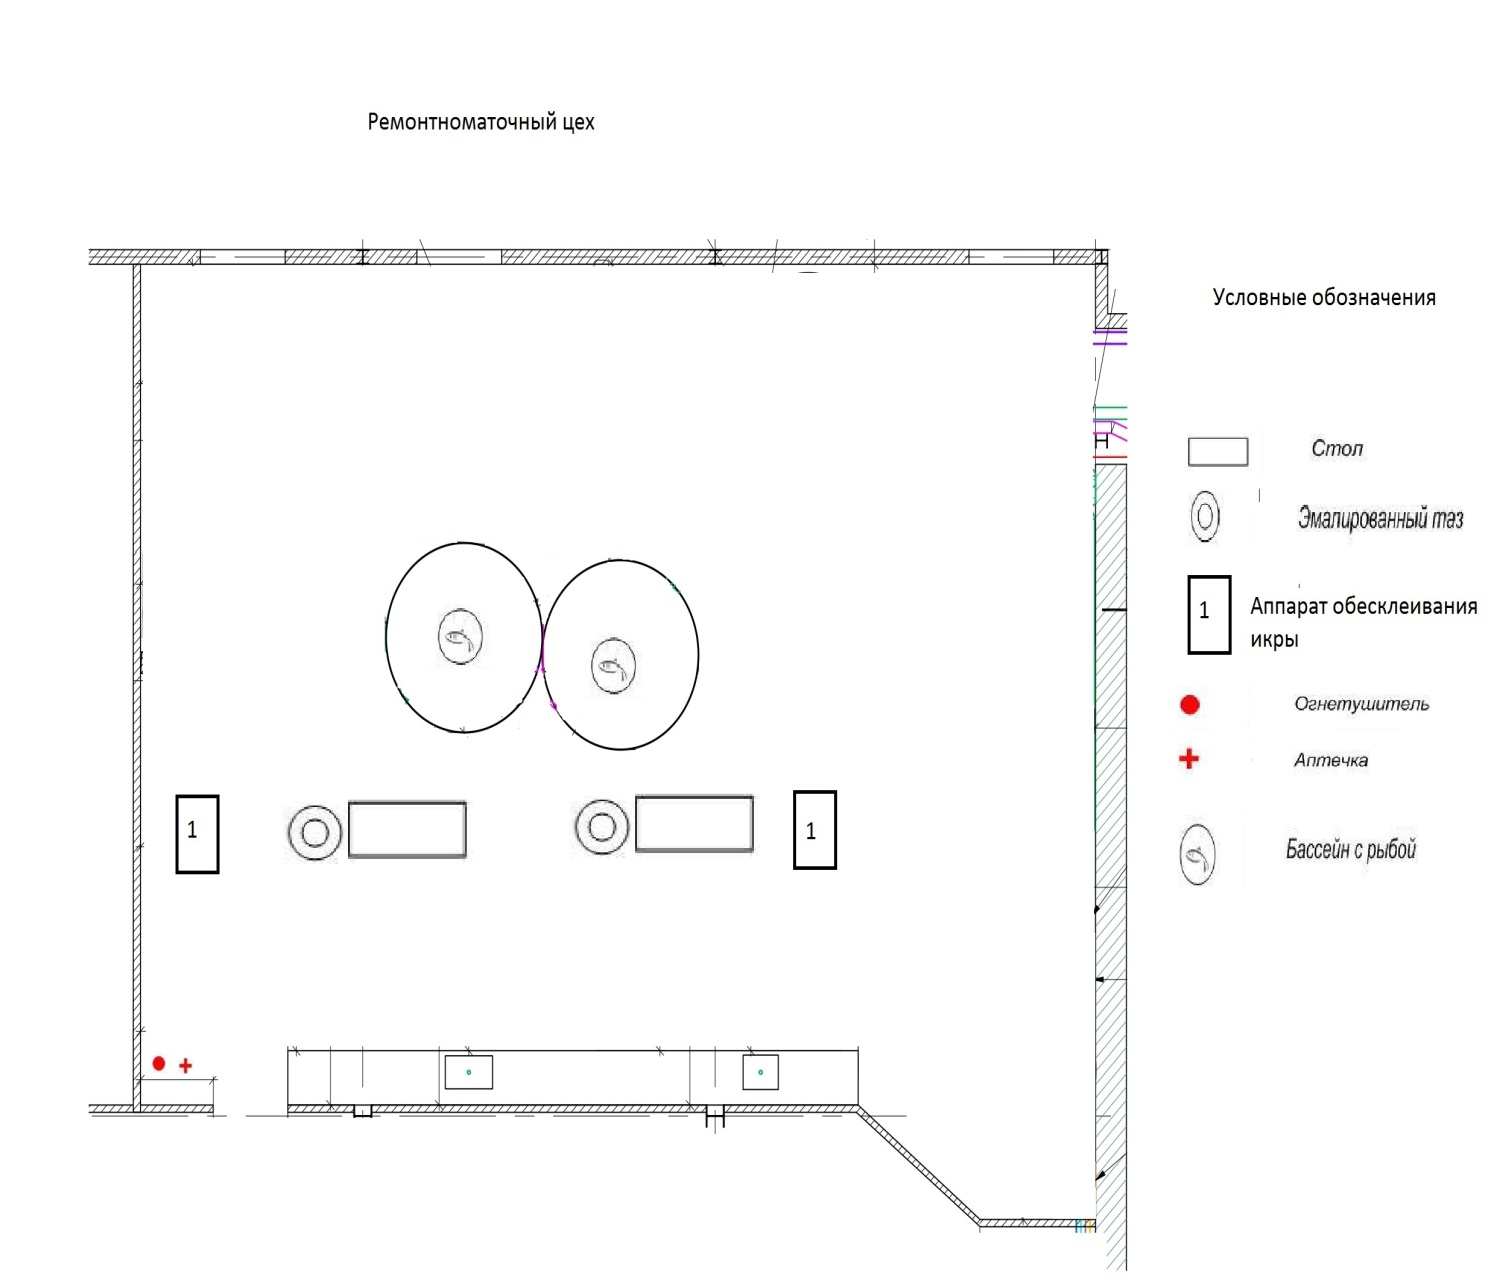 Ремонтноматочный цех
Условные обозначения
Стол
Эмалированный таз
1
Аппарат обесклеивания
икры
Огнетушитель
Аптечка
Бассейн с рыбой
1
1